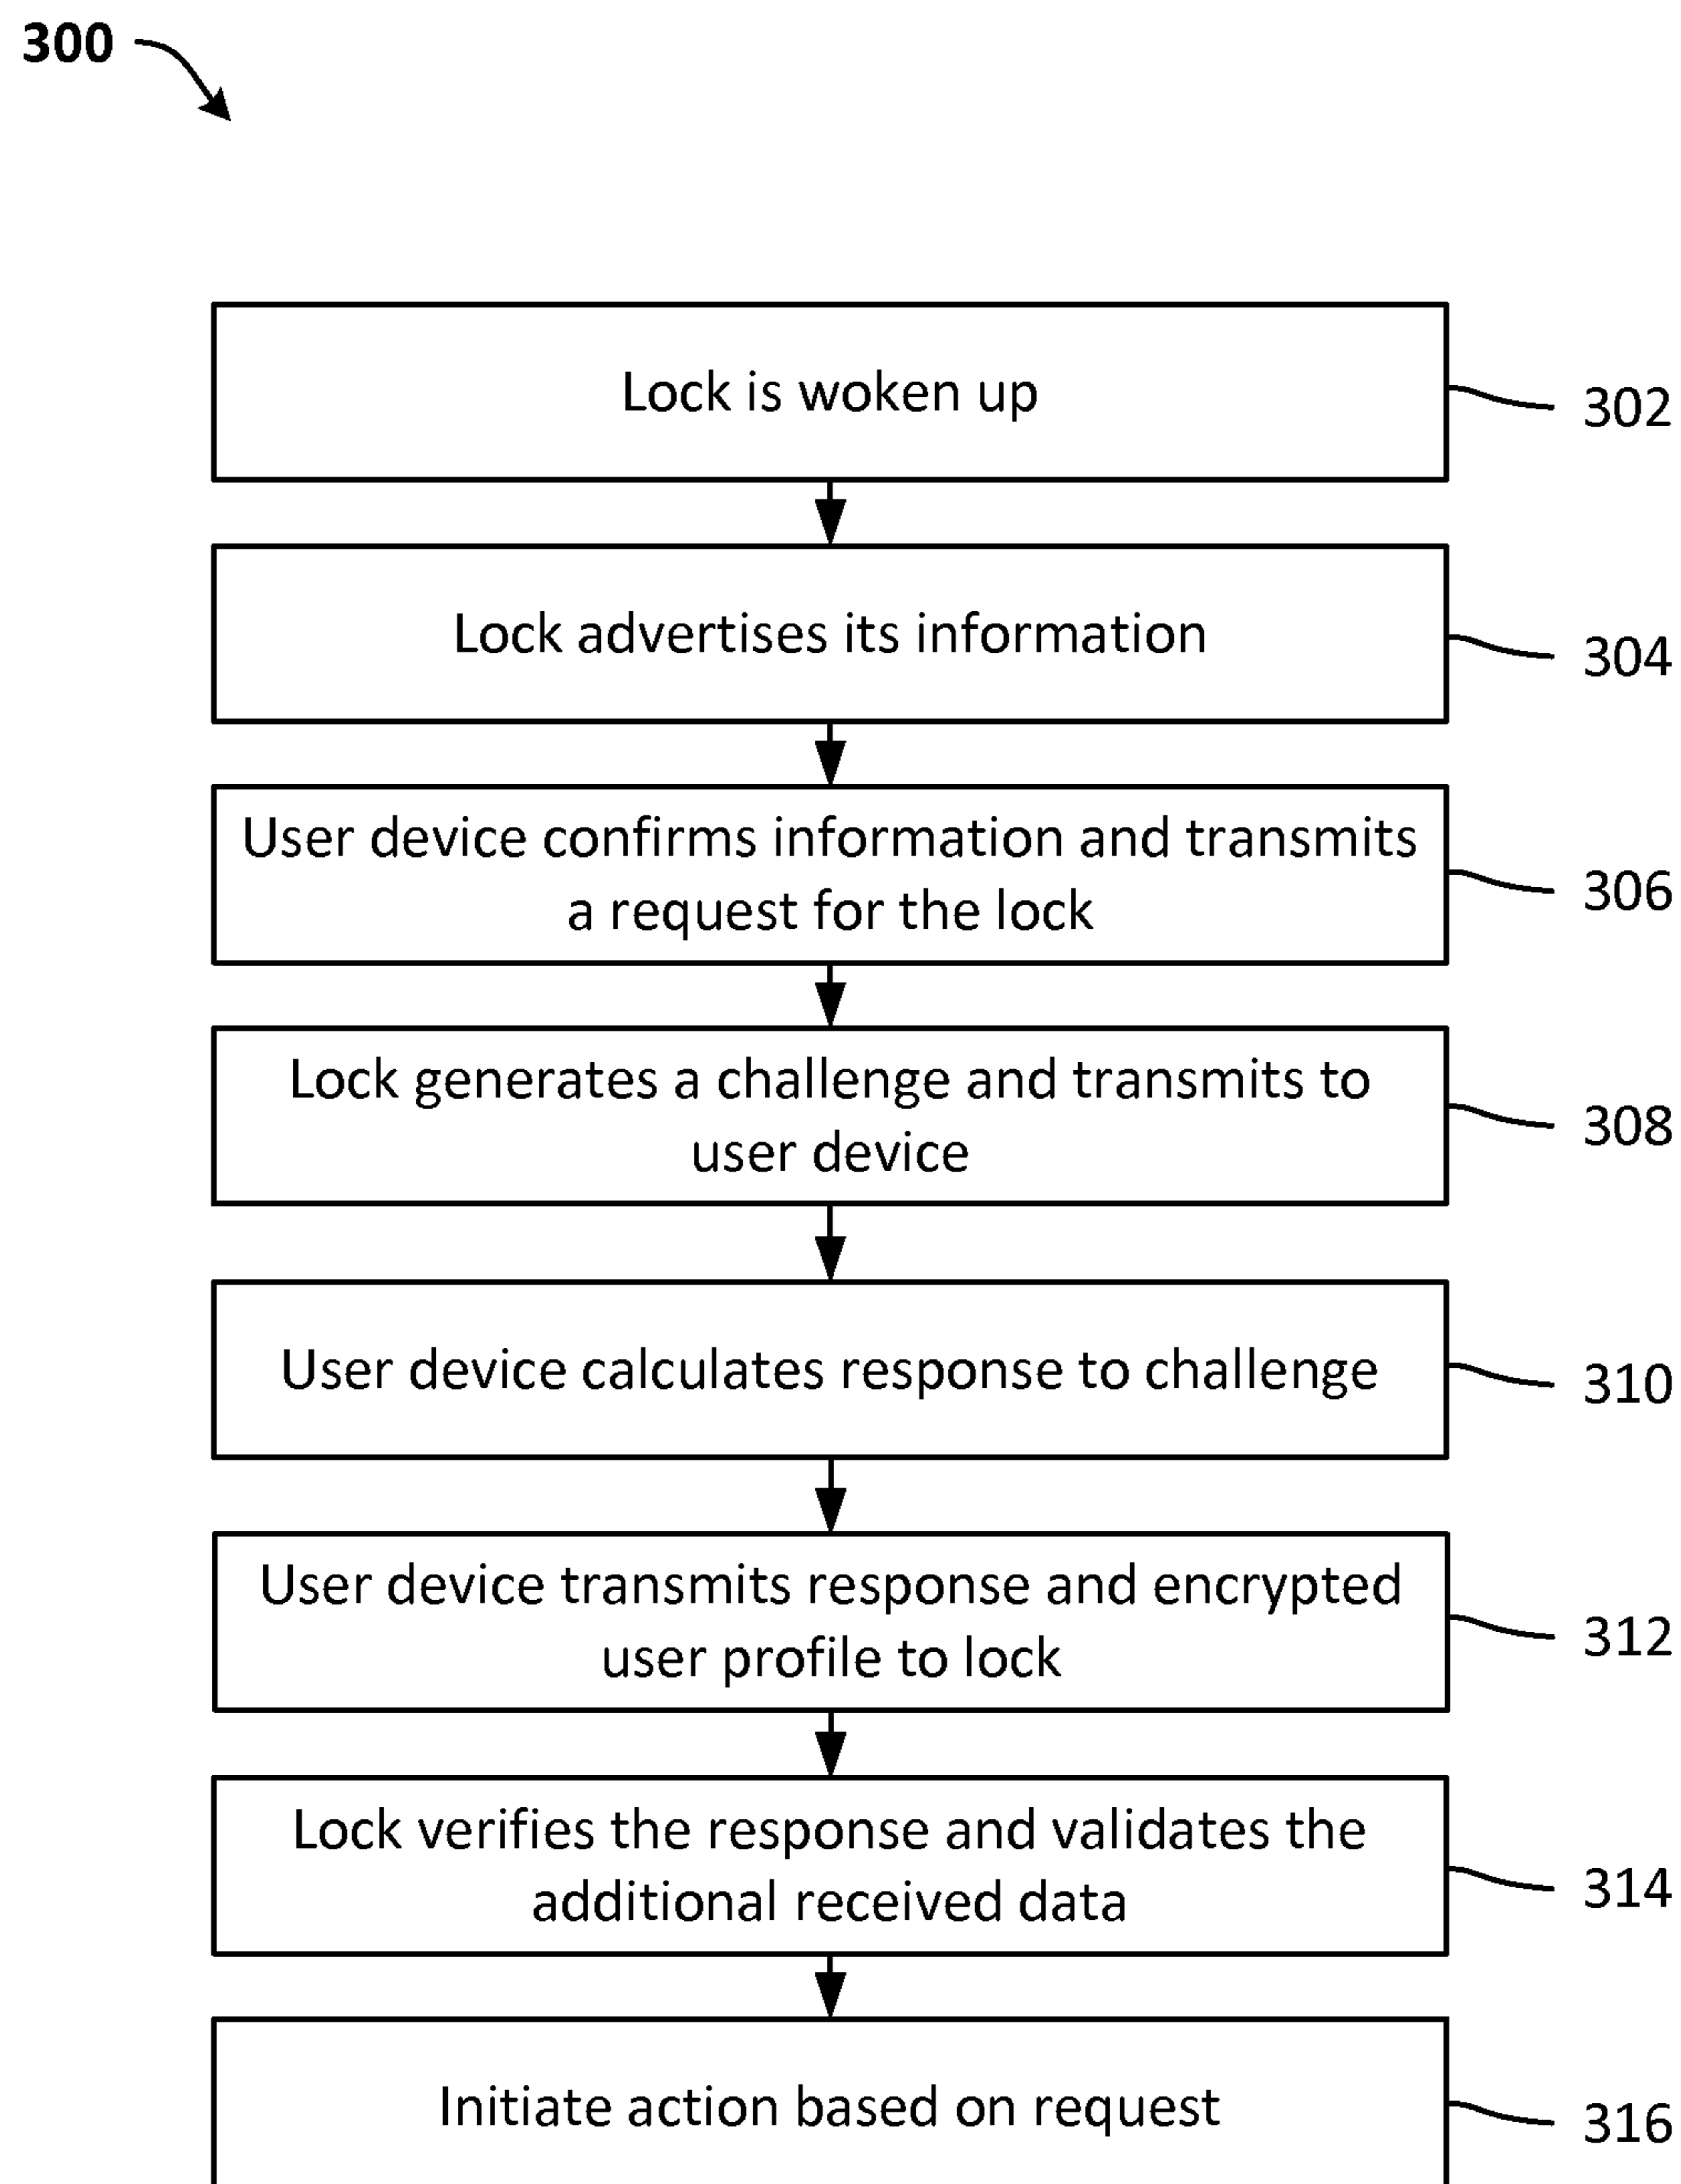 300
Lock is woken up
302
Lock advertises its information
304
User device confirms information and transmits
a request for the lock
306
Lock generates a challenge and transmits to
user device
308
User device calculates response to challenge
310
User device transmits response and encrypted
user profile to lock
312
Lock verifies the response and validates the
additional received data
314
Initiate action based on request
316